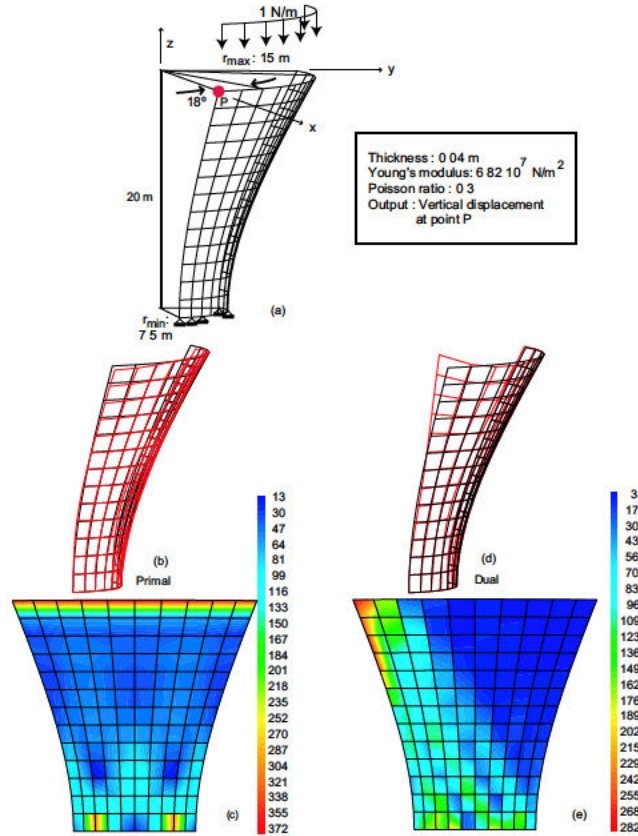 1 N/m
z
rmax : 15 m
y
18°
P
x
20 m
Thickness : 0 04 m
Young's modulus: 6 82 10^7 N/m^2
Poisson ratio : 0 3
Output : Vertical displacement
at point P
(a)
rmin:
7 5 m
(b)
Primal
(d)
Dual
13
30
47
64
81
99
116
133
150
167
184
201
218
235
252
270
287
304
321
338
355
372
(c)
3
17
30
43
56
70
83
96
109
123
136
149
162
176
189
202
215
229
242
255
268
282
(e)